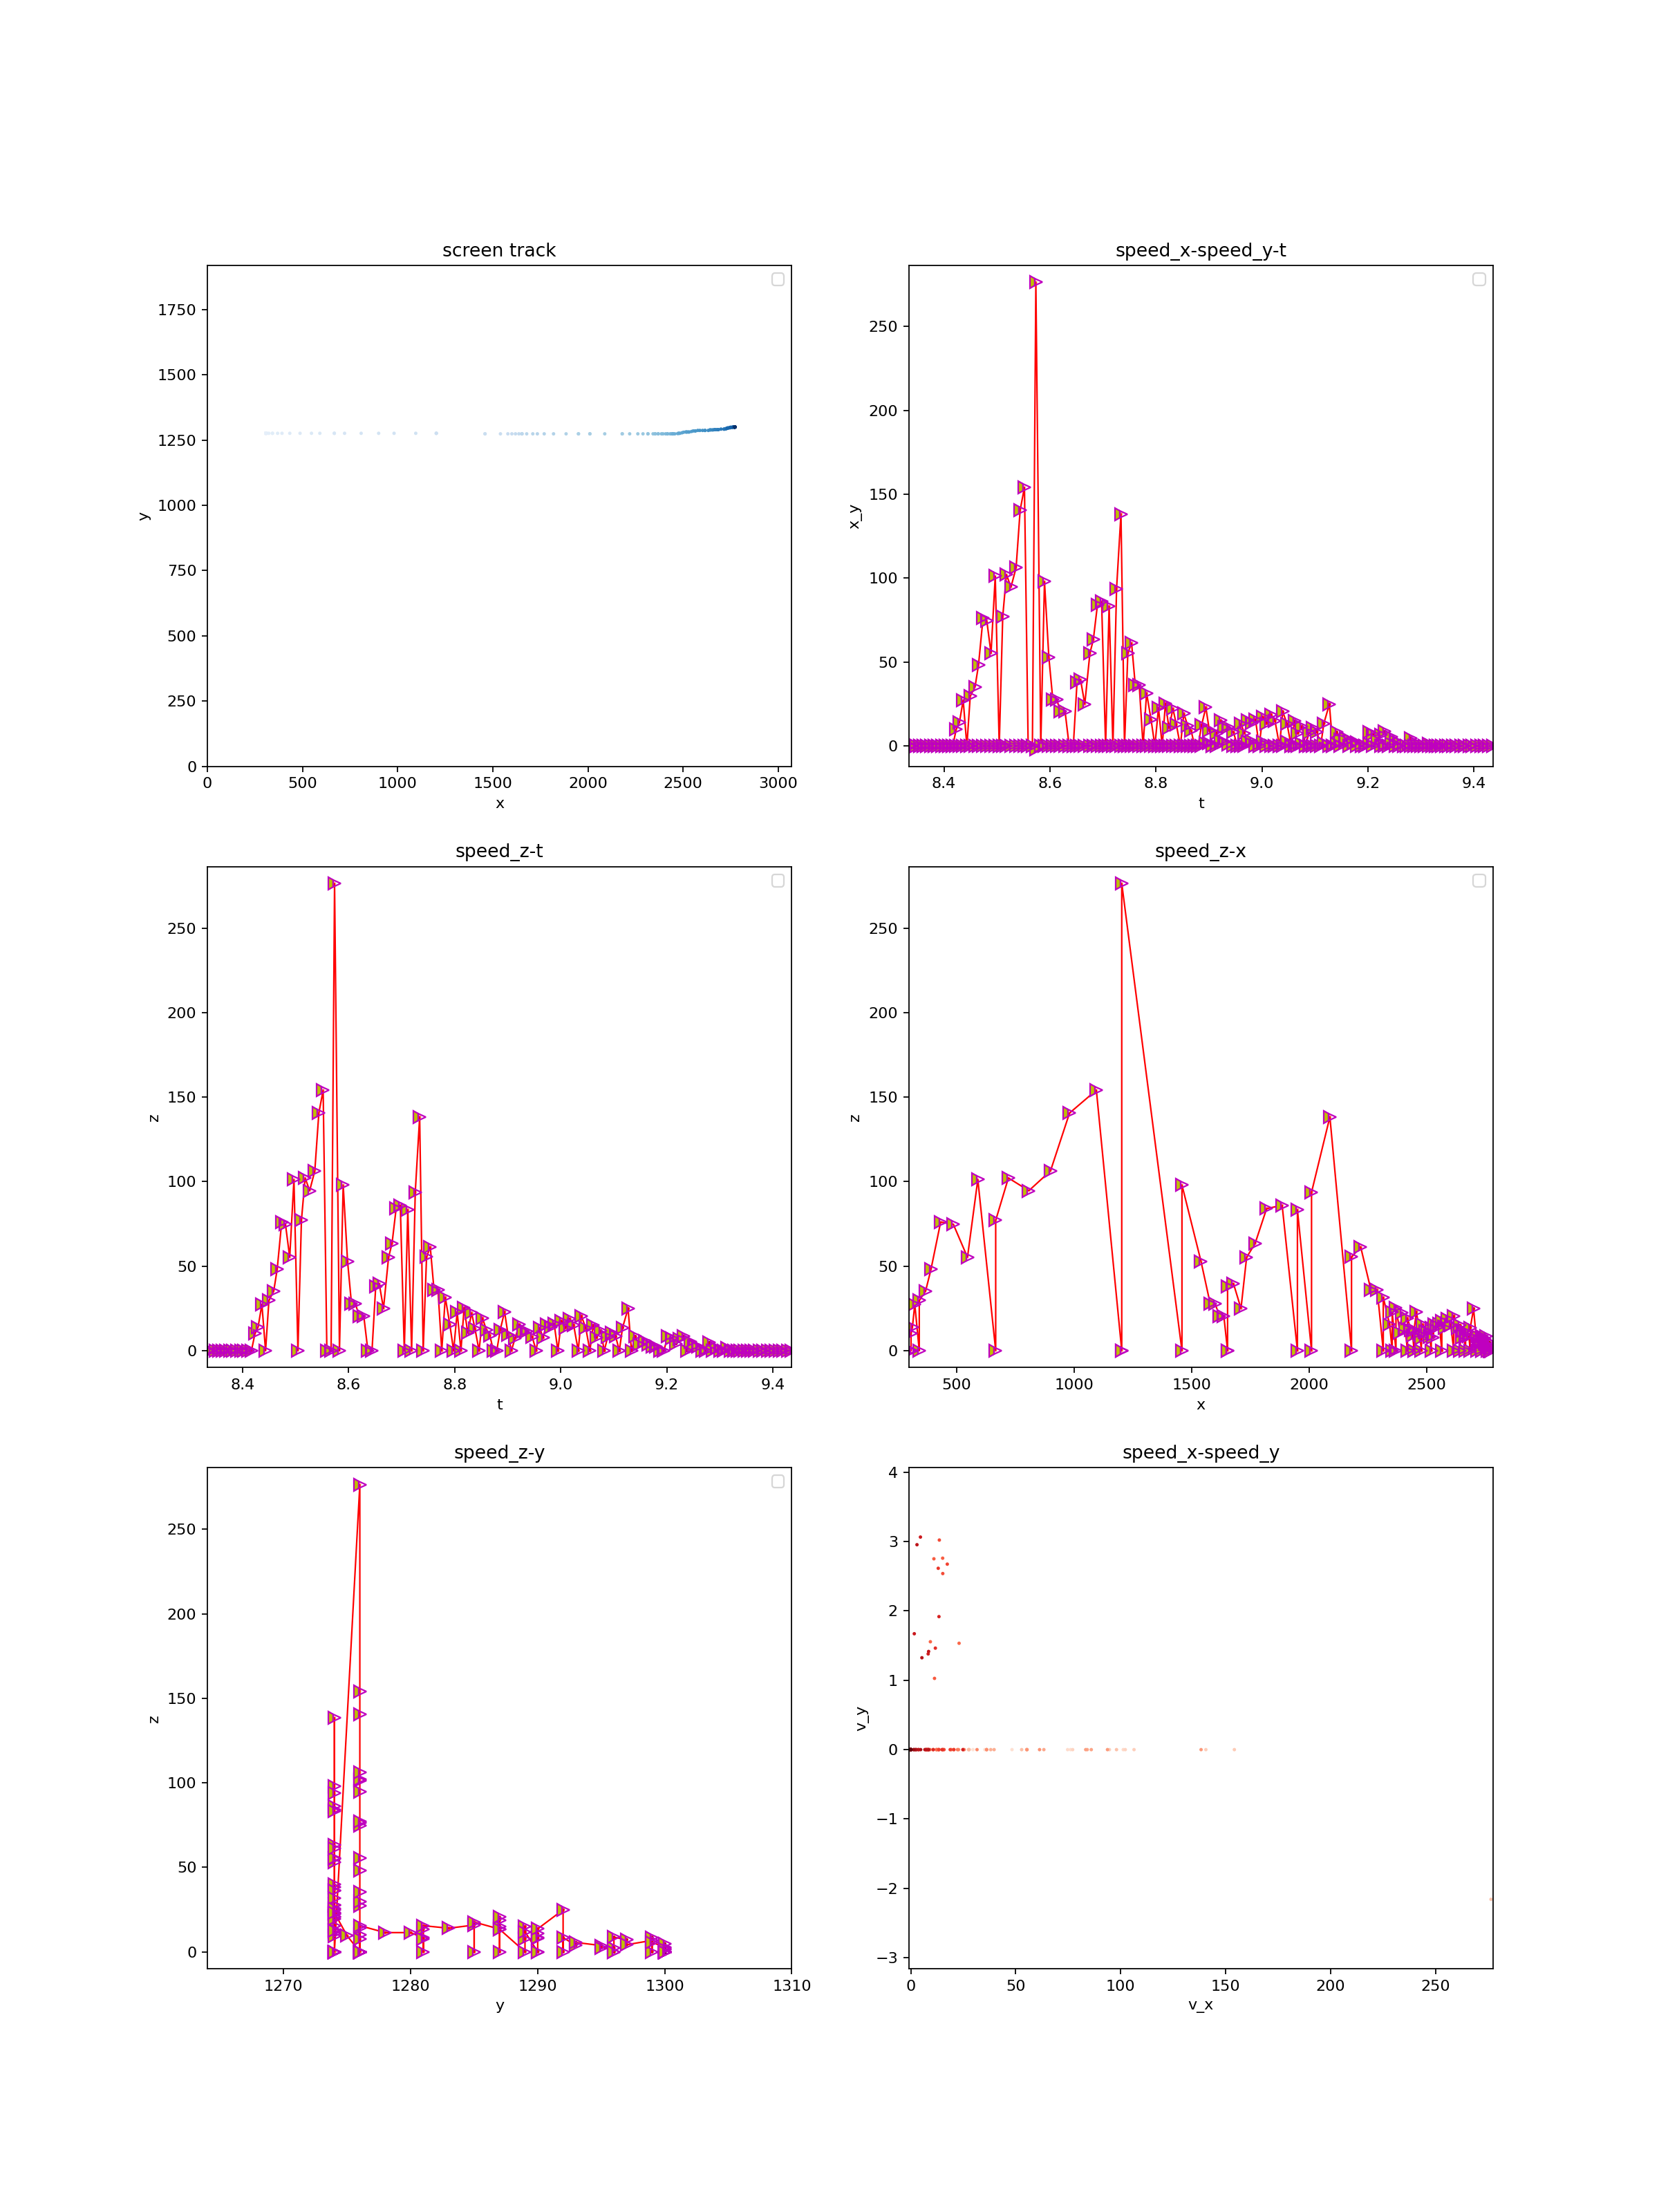 screen track
1750
1500
1250
1000
750
500
250
0
y
0 500 1000 1500 2000 2500 3000
x
speed_x-speed_y-t
250
200
150
100
50
0
x_y
8.4 8.6 8.8 9.0 9.2 9.4
t
speed_z-t
250
200
150
100
50
0
z
8.4 8.6 8.8 9.0 9.2 9.4
t
speed_z-x
250
200
150
100
50
0
z
500 1000 1500 2000 2500
x
speed_z-y
250
200
150
100
50
0
z
1270 1280 1290 1300 1310
y
speed_x-speed_y
4
3
2
1
0
−1
−2
−3
v_y
0 50 100 150 200 250
v_x